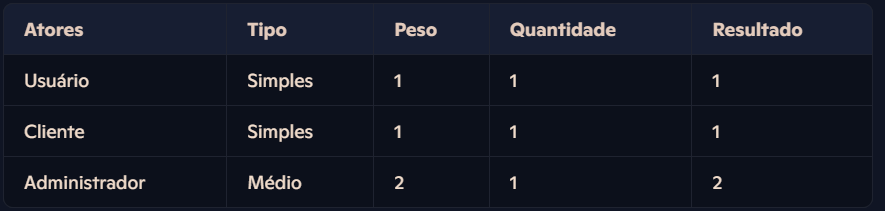 Atores Tipo Peso Quantidade Resultado
Usuário Simples 1 1 1
Cliente Simples 1 1 1
Administrador Médio 2 1 2